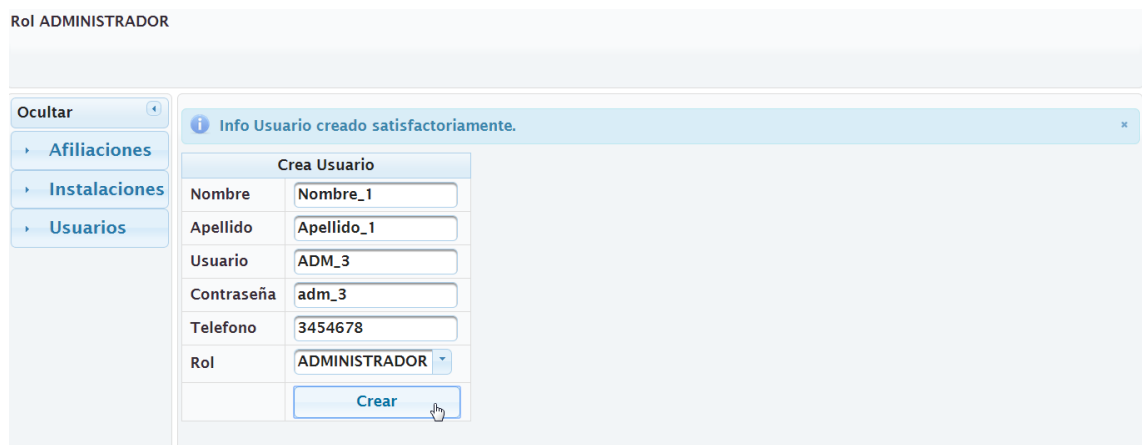 Rol ADMINISTRADOR
Ocultar
Afiliaciones
Instalaciones
Usuarios
Info Usuario creado satisfactoriamente.
Crea Usuario
Nombre Nombre_1
Apellido Apellido_1
Usuario ADM_3
Contraseña adm_3
Telefono 3454678
Rol ADMINISTRADOR
Crear